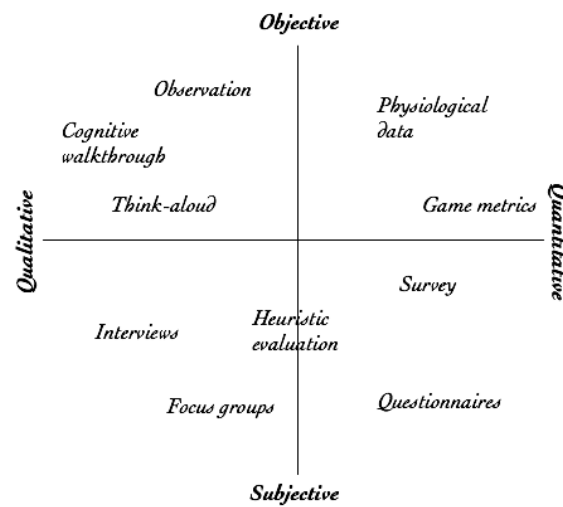 Objective
Observation
Physiological
data
Cognitive
walkthrough
Think-aloud
Game metrics
Qualitative
Quantitative
Survey
Heuristic
evaluation
Interviews
Focus groups
Questionnaires
Subjective